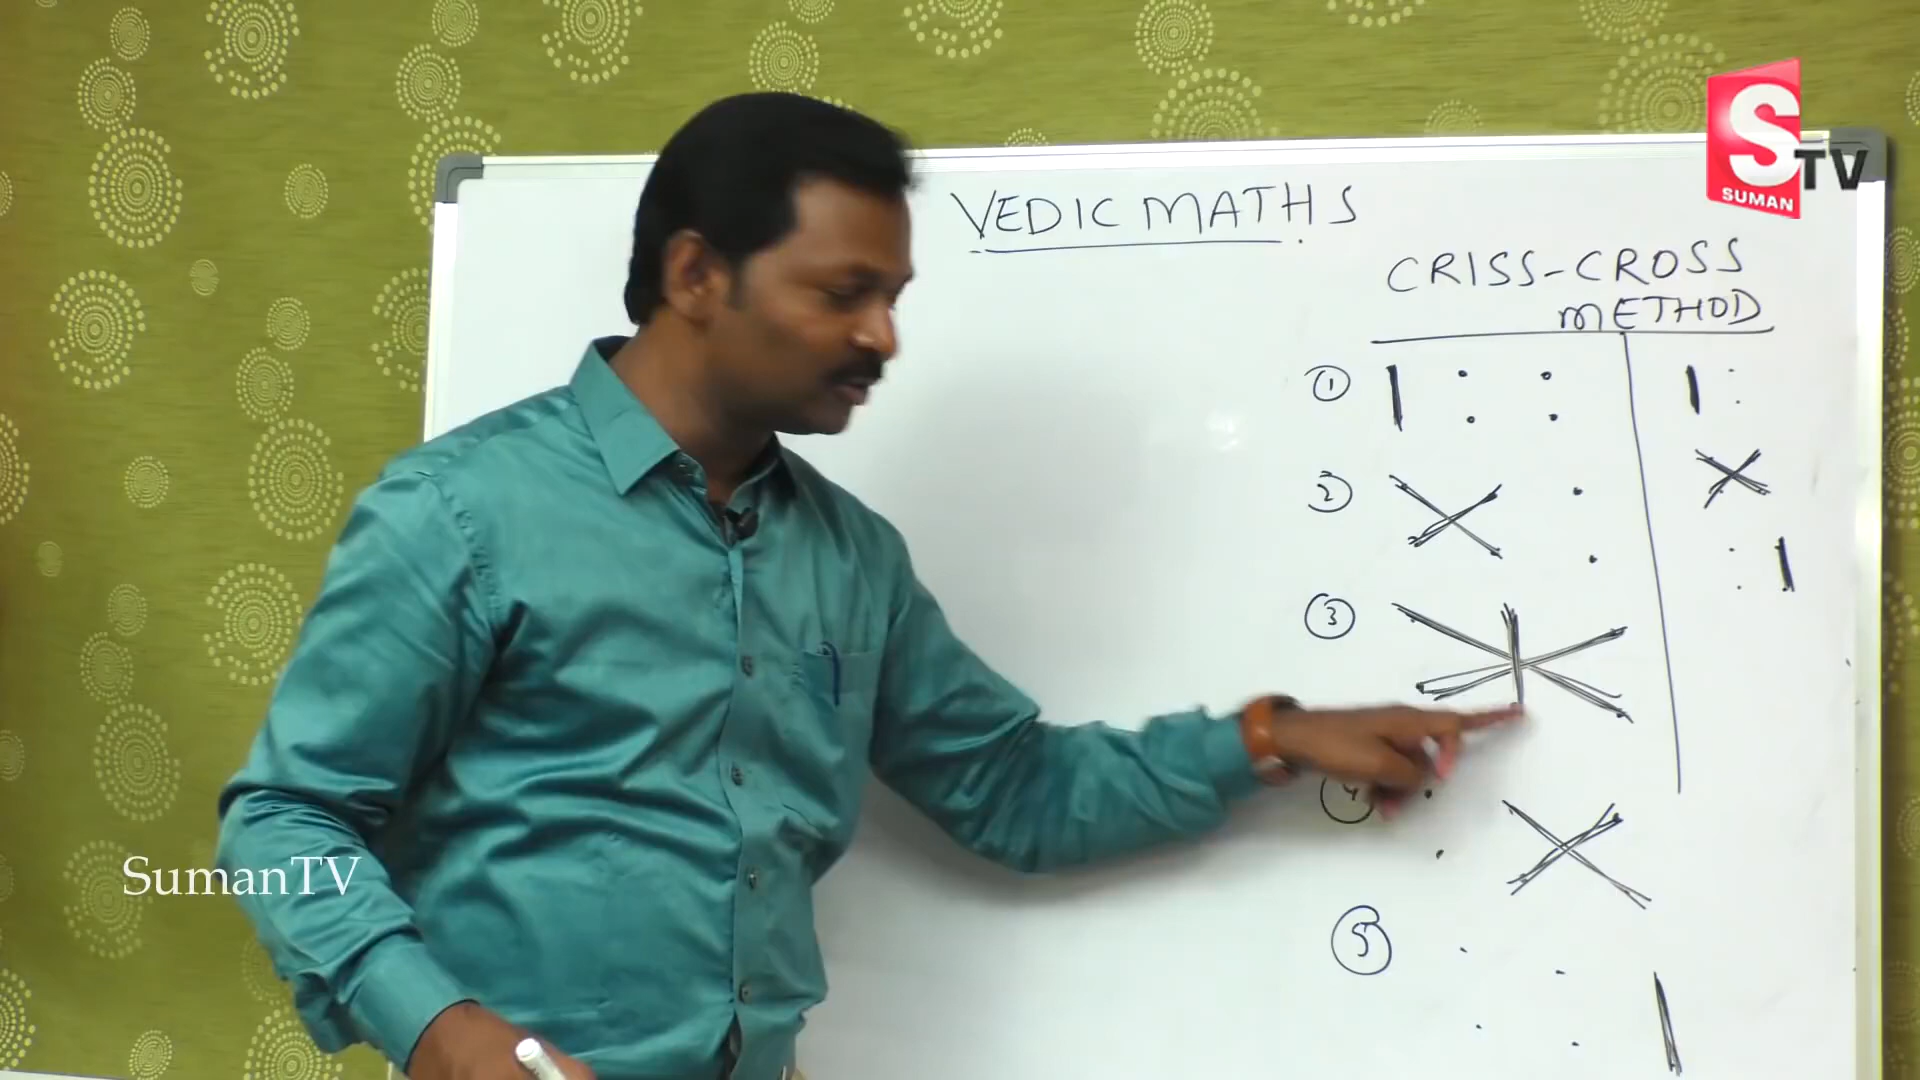 S TV
SUMAN
VEDIC MATHS
CRISS-CROSS
METHOD
1
2
3
4
5
SumanTV